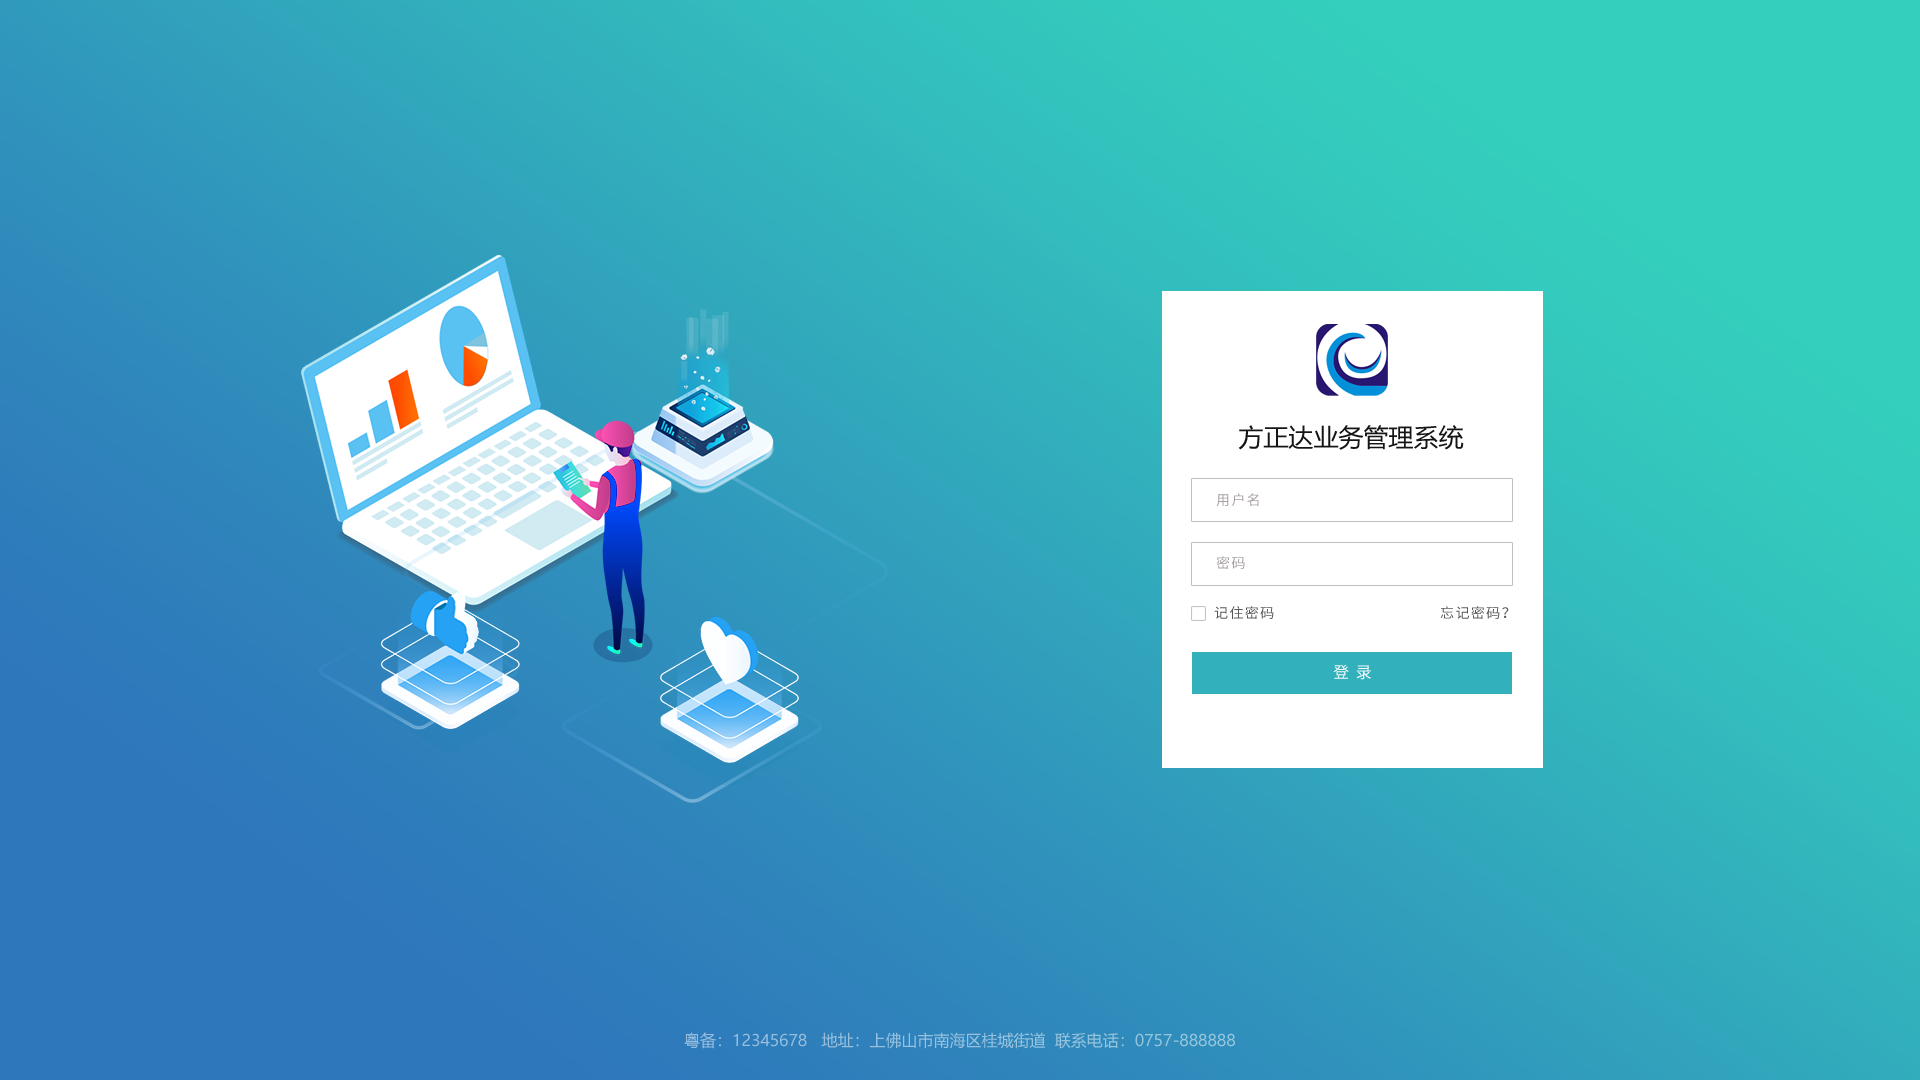 方正达业务管理系统
用户名
密码
记住密码 忘记密码?
登 录
粤备：12345678 地址：上佛山市南海区桂城街道 联系电话：0757-888888